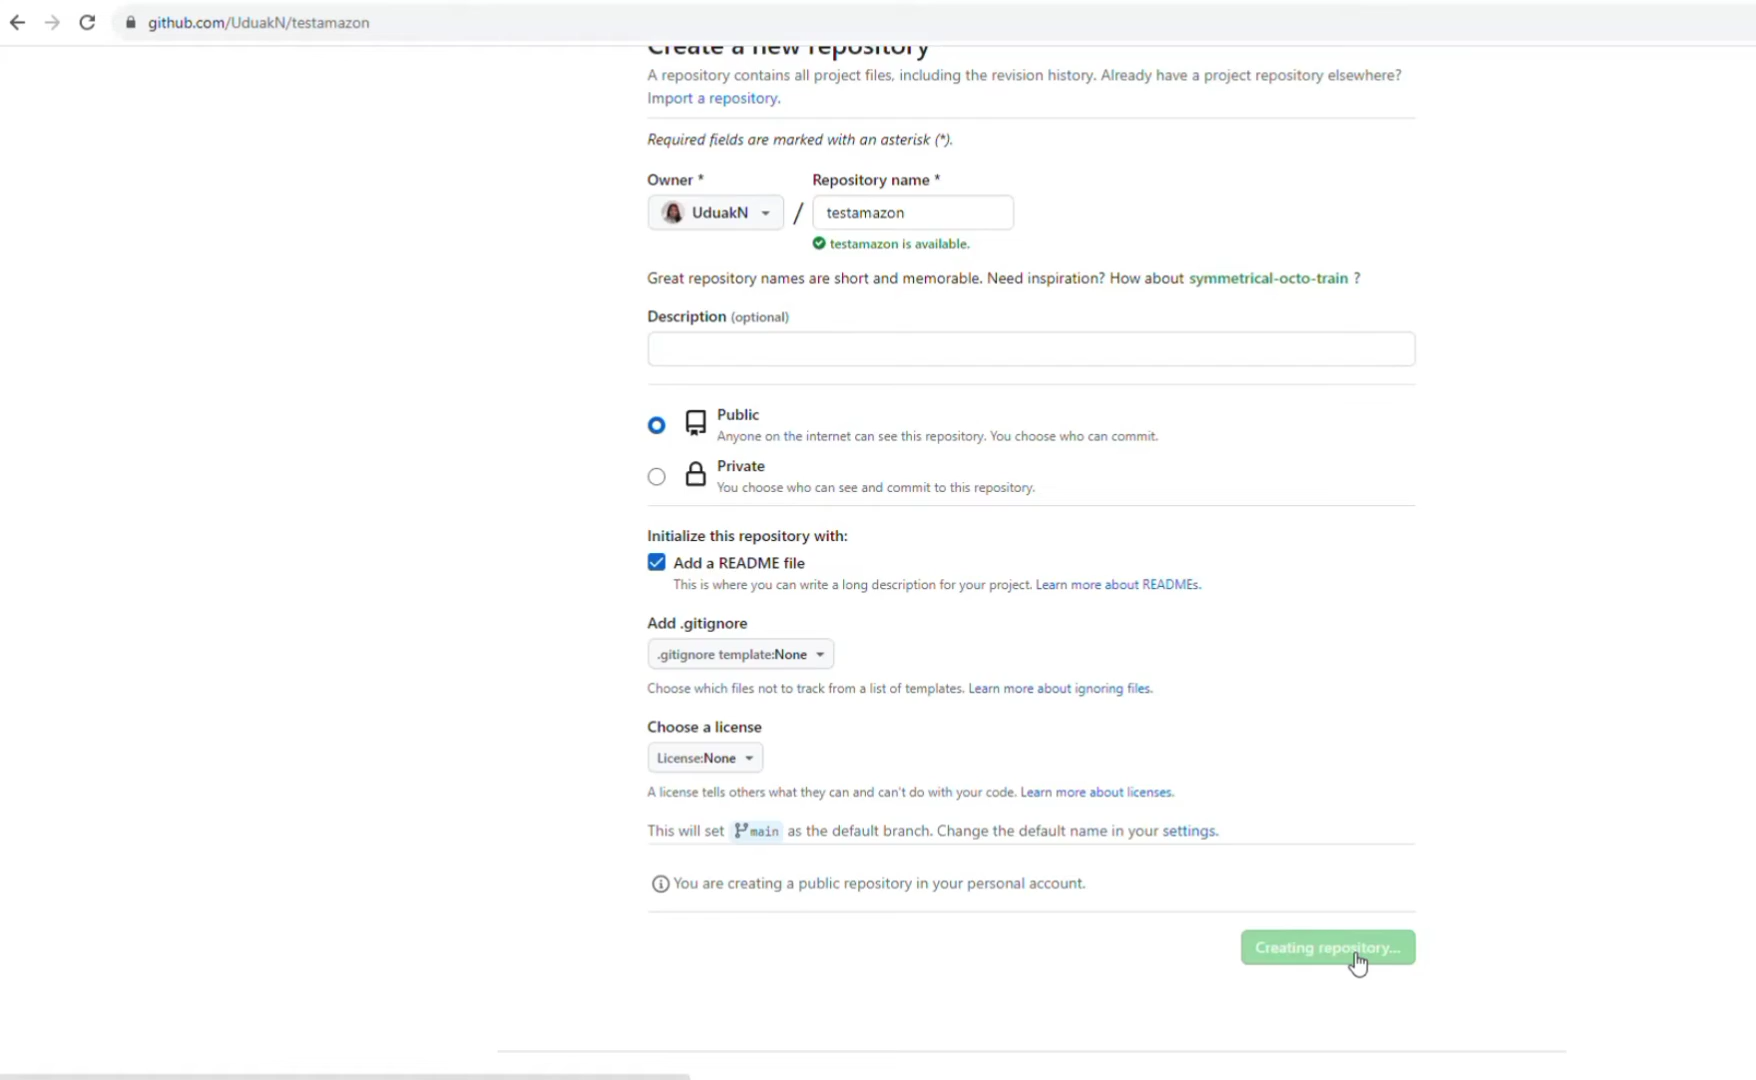 github.com/UduakN/testamazon
Create a new repository
A repository contains all project files, including the revision history. Already have a project repository elsewhere?
Import a repository.
Required fields are marked with an asterisk (*).
Owner * Repository name *
UduakN / testamazon
testamazon is available.
Great repository names are short and memorable. Need inspiration? How about symmetrical-octo-train ?
Description (optional)
Public
Anyone on the internet can see this repository. You choose who can commit.
Private
You choose who can see and commit to this repository.
Initialize this repository with:
Add a README file
This is where you can write a long description for your project. Learn more about READMEs.
Add .gitignore
.gitignore template:None
Choose which files not to track from a list of templates. Learn more about ignoring files.
Choose a license
License:None
A license tells others what they can and can't do with your code. Learn more about licenses.
This will set main as the default branch. Change the default name in your settings.
You are creating a public repository in your personal account.
Creating repository...